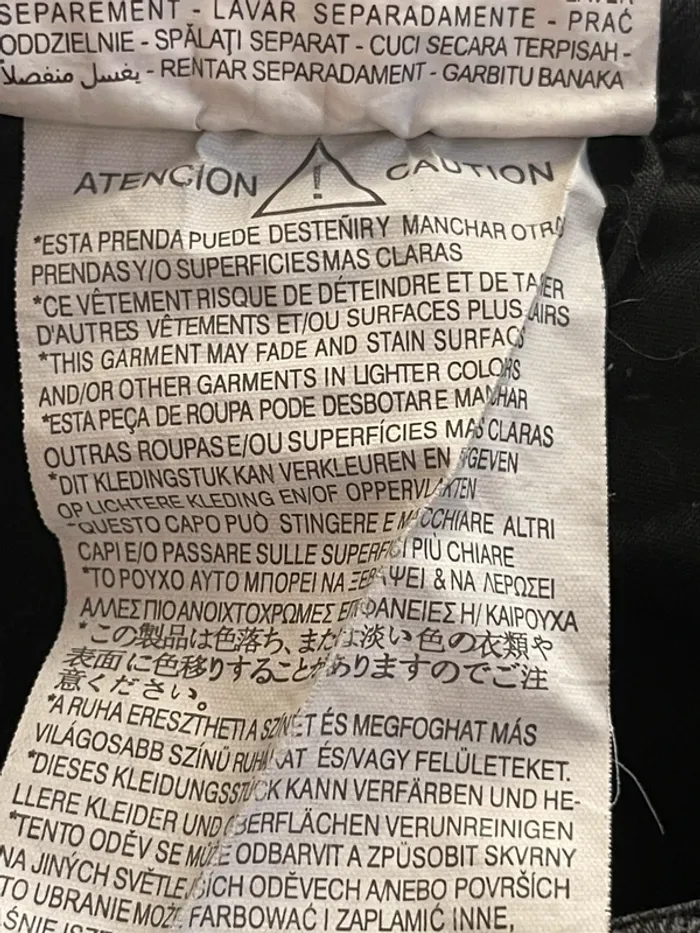 SEPAREMENT - LAVAR SEPARADAMENTE - PRAĆ
ODDZIELNIE - SPĂLAŢI SEPARAT - CUCI SECARA TERPISAH -
يغسل منفصلاً - RENTAR SEPARADAMENT - GARBITU BANAKA
ATENCION
CAUTION
*ESTA PRENDA PUEDE DESTEÑIR Y MANCHAR OTRO
PRENDAS Y/O SUPERFICIES MAS CLARAS
*CE VÊTEMENT RISQUE DE DÉTEINDRE ET DE
D'AUTRES VÊTEMENTS ET/OU SURFACES PLUS
*THIS GARMENT MAY FADE AND STAIN
AND/OR OTHER GARMENTS IN LIGHTER COLORS
*ESTA PEÇA DE ROUPA PODE DESBOTAR E MANCHAR
OUTRAS ROUPAS E/OU SUPERFÍCIES MAS CLARAS
*DIT KLEDINGSTUK KAN VERKLEUREN EN
OP LICHTERE KLEDING EN/OF OPPERVLAKTEN
*QUESTO CAPO PUÒ STINGERE E MACCHIARE ALTRI
CAPI E/O PASSARE SULLE SUPERFICI PIÙ CHIARE
*ΤΟ ΡΟΥΧΟ ΑΥΤΟ ΜΠΟΡΕΙ ΝΑ ΞΕΒΑΨΕΙ & ΝΑ ΛΕΡΩΣΕΙ
ΑΛΛΕΣ ΠΙΟ ΑΝΟΙΧΤΟΧΡΩΜΕΣ ΕΠΙΦΑΝΕΙΕΣ Η/ ΚΑΙ ΡΟΥΧΑ
*この製品は色落ち、または淡い色の衣類や
表面に色移りすることがありますのでご注
意ください。
*A RUHA ERESZTHETI A SZÍNÉT ÉS MEGFOGHAT MÁS
VILÁGOSABB SZÍNŰ RUHÁKAT ÉS/VAGY FELÜLETEKET.
*DIESES KLEIDUNGSSTÜCK KANN VERFÄRBEN UND HE-
LLERE KLEIDER UND OBERFLÄCHEN VERUNREINIGEN
*TENTO ODĚV SE MŮŽE ODBARVIT A ZPŮSOBIT SKVRNY
NA JINÝCH SVĚTLEJŠÍCH ODĚVECH A/NEBO POVRŠÍCH
TO UBRANIE MOŻE FARBOWAĆ I ZAPLAMIĆ INNE,